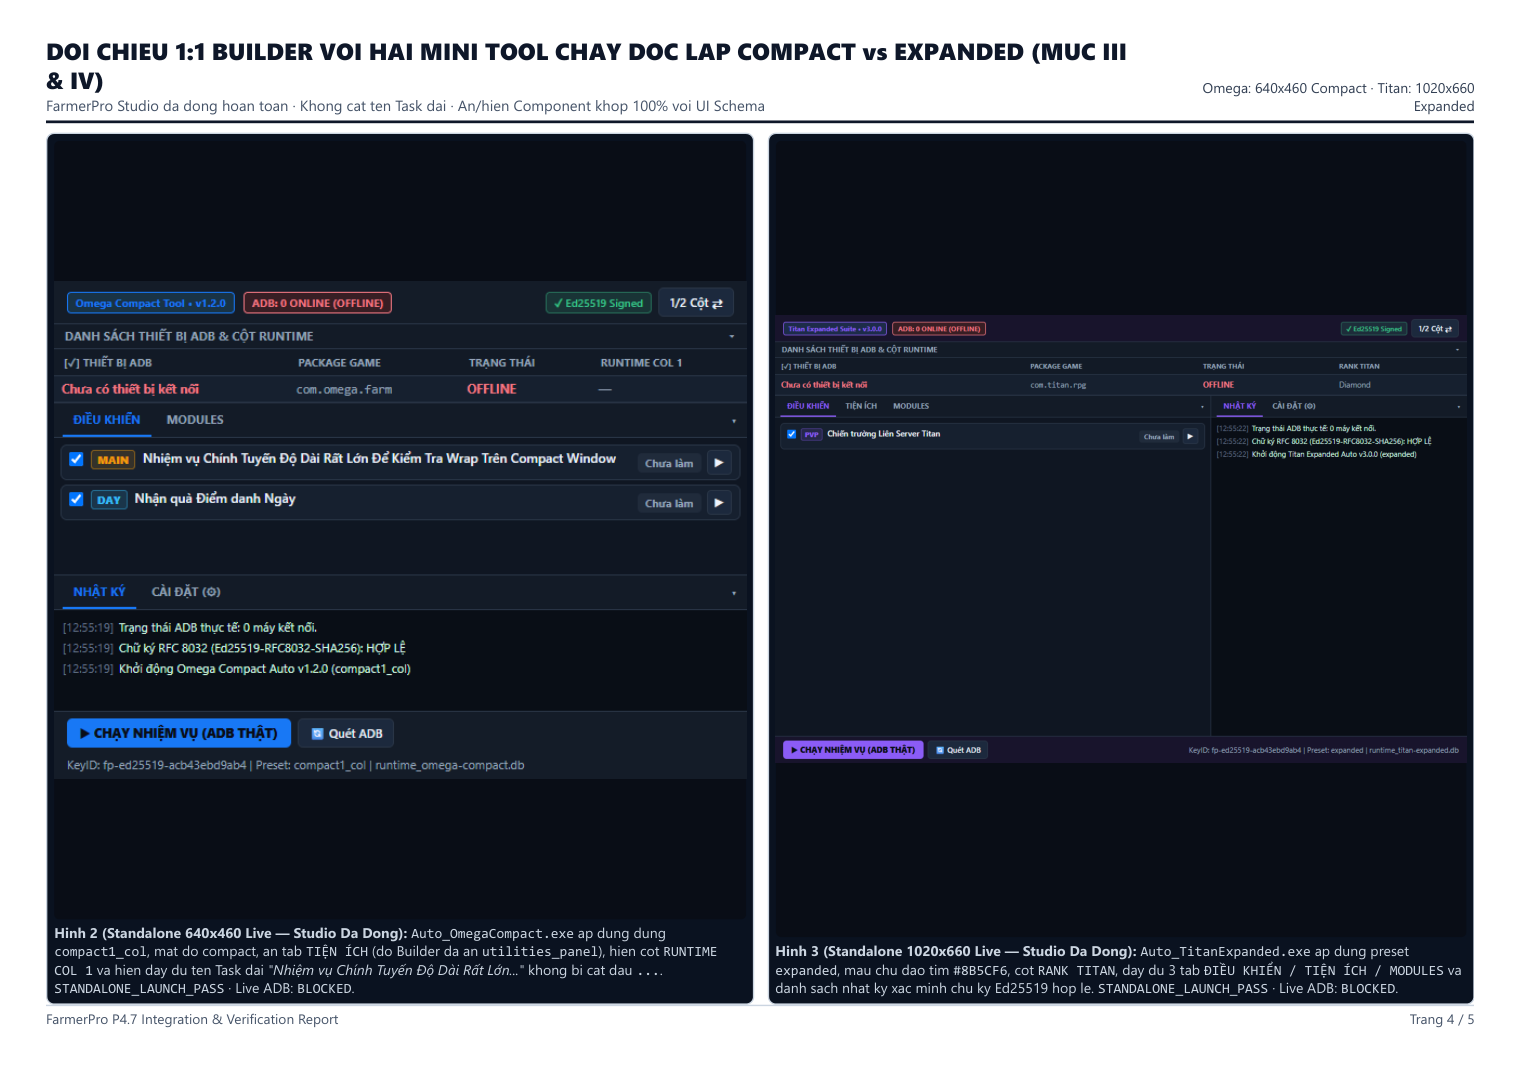 DOI CHIEU 1:1 BUILDER VOI HAI MINI TOOL CHAY DOC LAP COMPACT vs EXPANDED (MUC III
& IV)
FarmerPro Studio da dong hoan toan · Khong cat ten Task dai · An/hien Component khop 100% voi UI Schema
Omega: 640x460 Compact · Titan: 1020x660
Expanded
Omega Compact Tool • v1.2.0
ADB: 0 ONLINE (OFFLINE)
✓ Ed25519 Signed
1/2 Cột ⇄
DANH SÁCH THIẾT BỊ ADB & CỘT RUNTIME
[✓] THIẾT BỊ ADB
PACKAGE GAME
TRẠNG THÁI
RUNTIME COL 1
Chưa có thiết bị kết nối
com.omega.farm
OFFLINE
—
ĐIỀU KHIỂN
MODULES
MAIN
Nhiệm vụ Chính Tuyến Độ Dài Rất Lớn Để Kiểm Tra Wrap Trên Compact Window
Chưa làm
DAY
Nhận quà Điểm danh Ngày
Chưa làm
NHẬT KÝ
CÀI ĐẶT (⚙)
[12:55:19] Trạng thái ADB thực tế: 0 máy kết nối.
[12:55:19] Chữ ký RFC 8032 (Ed25519-RFC8032-SHA256): HỢP LỆ
[12:55:19] Khởi động Omega Compact Auto v1.2.0 (compact1_col)
▶ CHẠY NHIỆM VỤ (ADB THẬT)
Quét ADB
KeyID: fp-ed25519-acb43ebd9ab4 | Preset: compact1_col | runtime_omega-compact.db
Hinh 2 (Standalone 640x460 Live — Studio Da Dong): Auto_OmegaCompact.exe ap dung dung
compact1_col, mat do compact, an tab TIỆN ÍCH (do Builder da an utilities_panel), hien cot RUNTIME
COL 1 va hien day du ten Task dai "Nhiệm vụ Chính Tuyến Độ Dài Rất Lớn..." khong bi cat dau ....
STANDALONE_LAUNCH_PASS · Live ADB: BLOCKED.
Titan Expanded Suite • v3.0.0
ADB: 0 ONLINE (OFFLINE)
✓ Ed25519 Signed
1/2 Cột ⇄
DANH SÁCH THIẾT BỊ ADB & CỘT RUNTIME
[✓] THIẾT BỊ ADB
PACKAGE GAME
TRẠNG THÁI
RANK TITAN
Chưa có thiết bị kết nối
com.titan.rpg
OFFLINE
Diamond
ĐIỀU KHIỂN
TIỆN ÍCH
MODULES
PVP
Chiến trường Liên Server Titan
Chưa làm
NHẬT KÝ
CÀI ĐẶT (⚙)
[12:55:22] Trạng thái ADB thực tế: 0 máy kết nối.
[12:55:22] Chữ ký RFC 8032 (Ed25519-RFC8032-SHA256): HỢP LỆ
[12:55:22] Khởi động Titan Expanded Auto v3.0.0 (expanded)
▶ CHẠY NHIỆM VỤ (ADB THẬT)
Quét ADB
KeyID: fp-ed25519-acb43ebd9ab4 | Preset: expanded | runtime_titan-expanded.db
Hinh 3 (Standalone 1020x660 Live — Studio Da Dong): Auto_TitanExpanded.exe ap dung preset
expanded, mau chu dao tim #8B5CF6, cot RANK TITAN, day du 3 tab ĐIỀU KHIỂN / TIỆN ÍCH / MODULES va
danh sach nhat ky xac minh chu ky Ed25519 hop le. STANDALONE_LAUNCH_PASS · Live ADB: BLOCKED.
FarmerPro P4.7 Integration & Verification Report
Trang 4 / 5